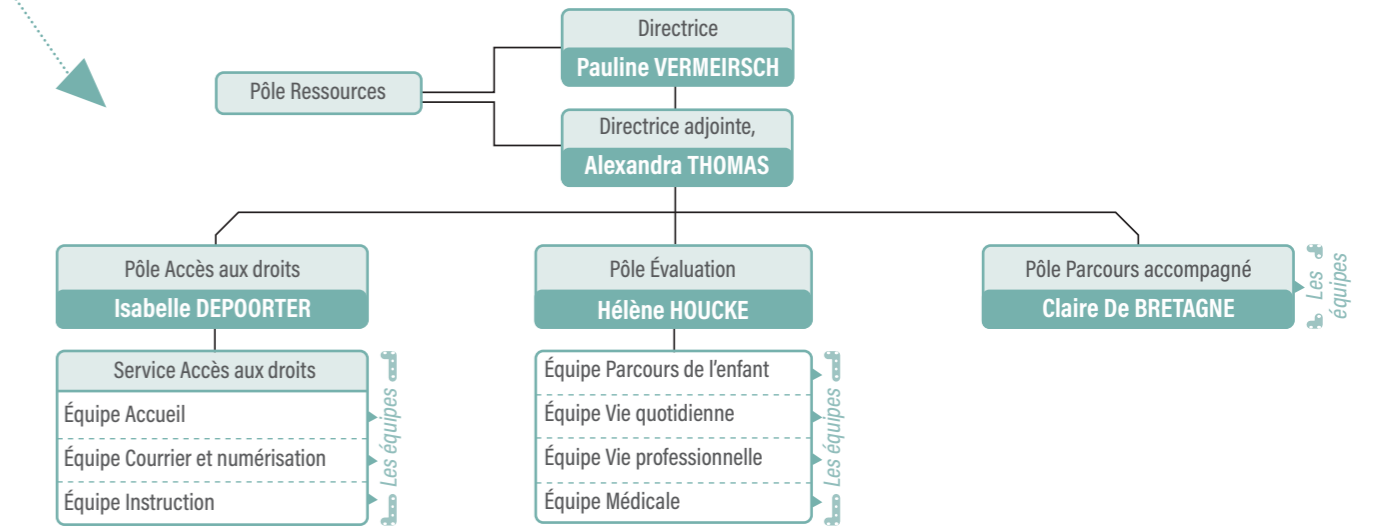 Directrice
Pauline VERMEIRSCH
Pôle Ressources
Directrice adjointe,
Alexandra THOMAS
Pôle Accès aux droits
Isabelle DEPOORTER
Pôle Évaluation
Hélène HOUCKE
Pôle Parcours accompagné
Claire De BRETAGNE
Les
équipes
Service Accès aux droits
Équipe Accueil
Équipe Courrier et numérisation
Équipe Instruction
Les équipes
Équipe Parcours de l'enfant
Équipe Vie quotidienne
Équipe Vie professionnelle
Équipe Médicale
Les équipes